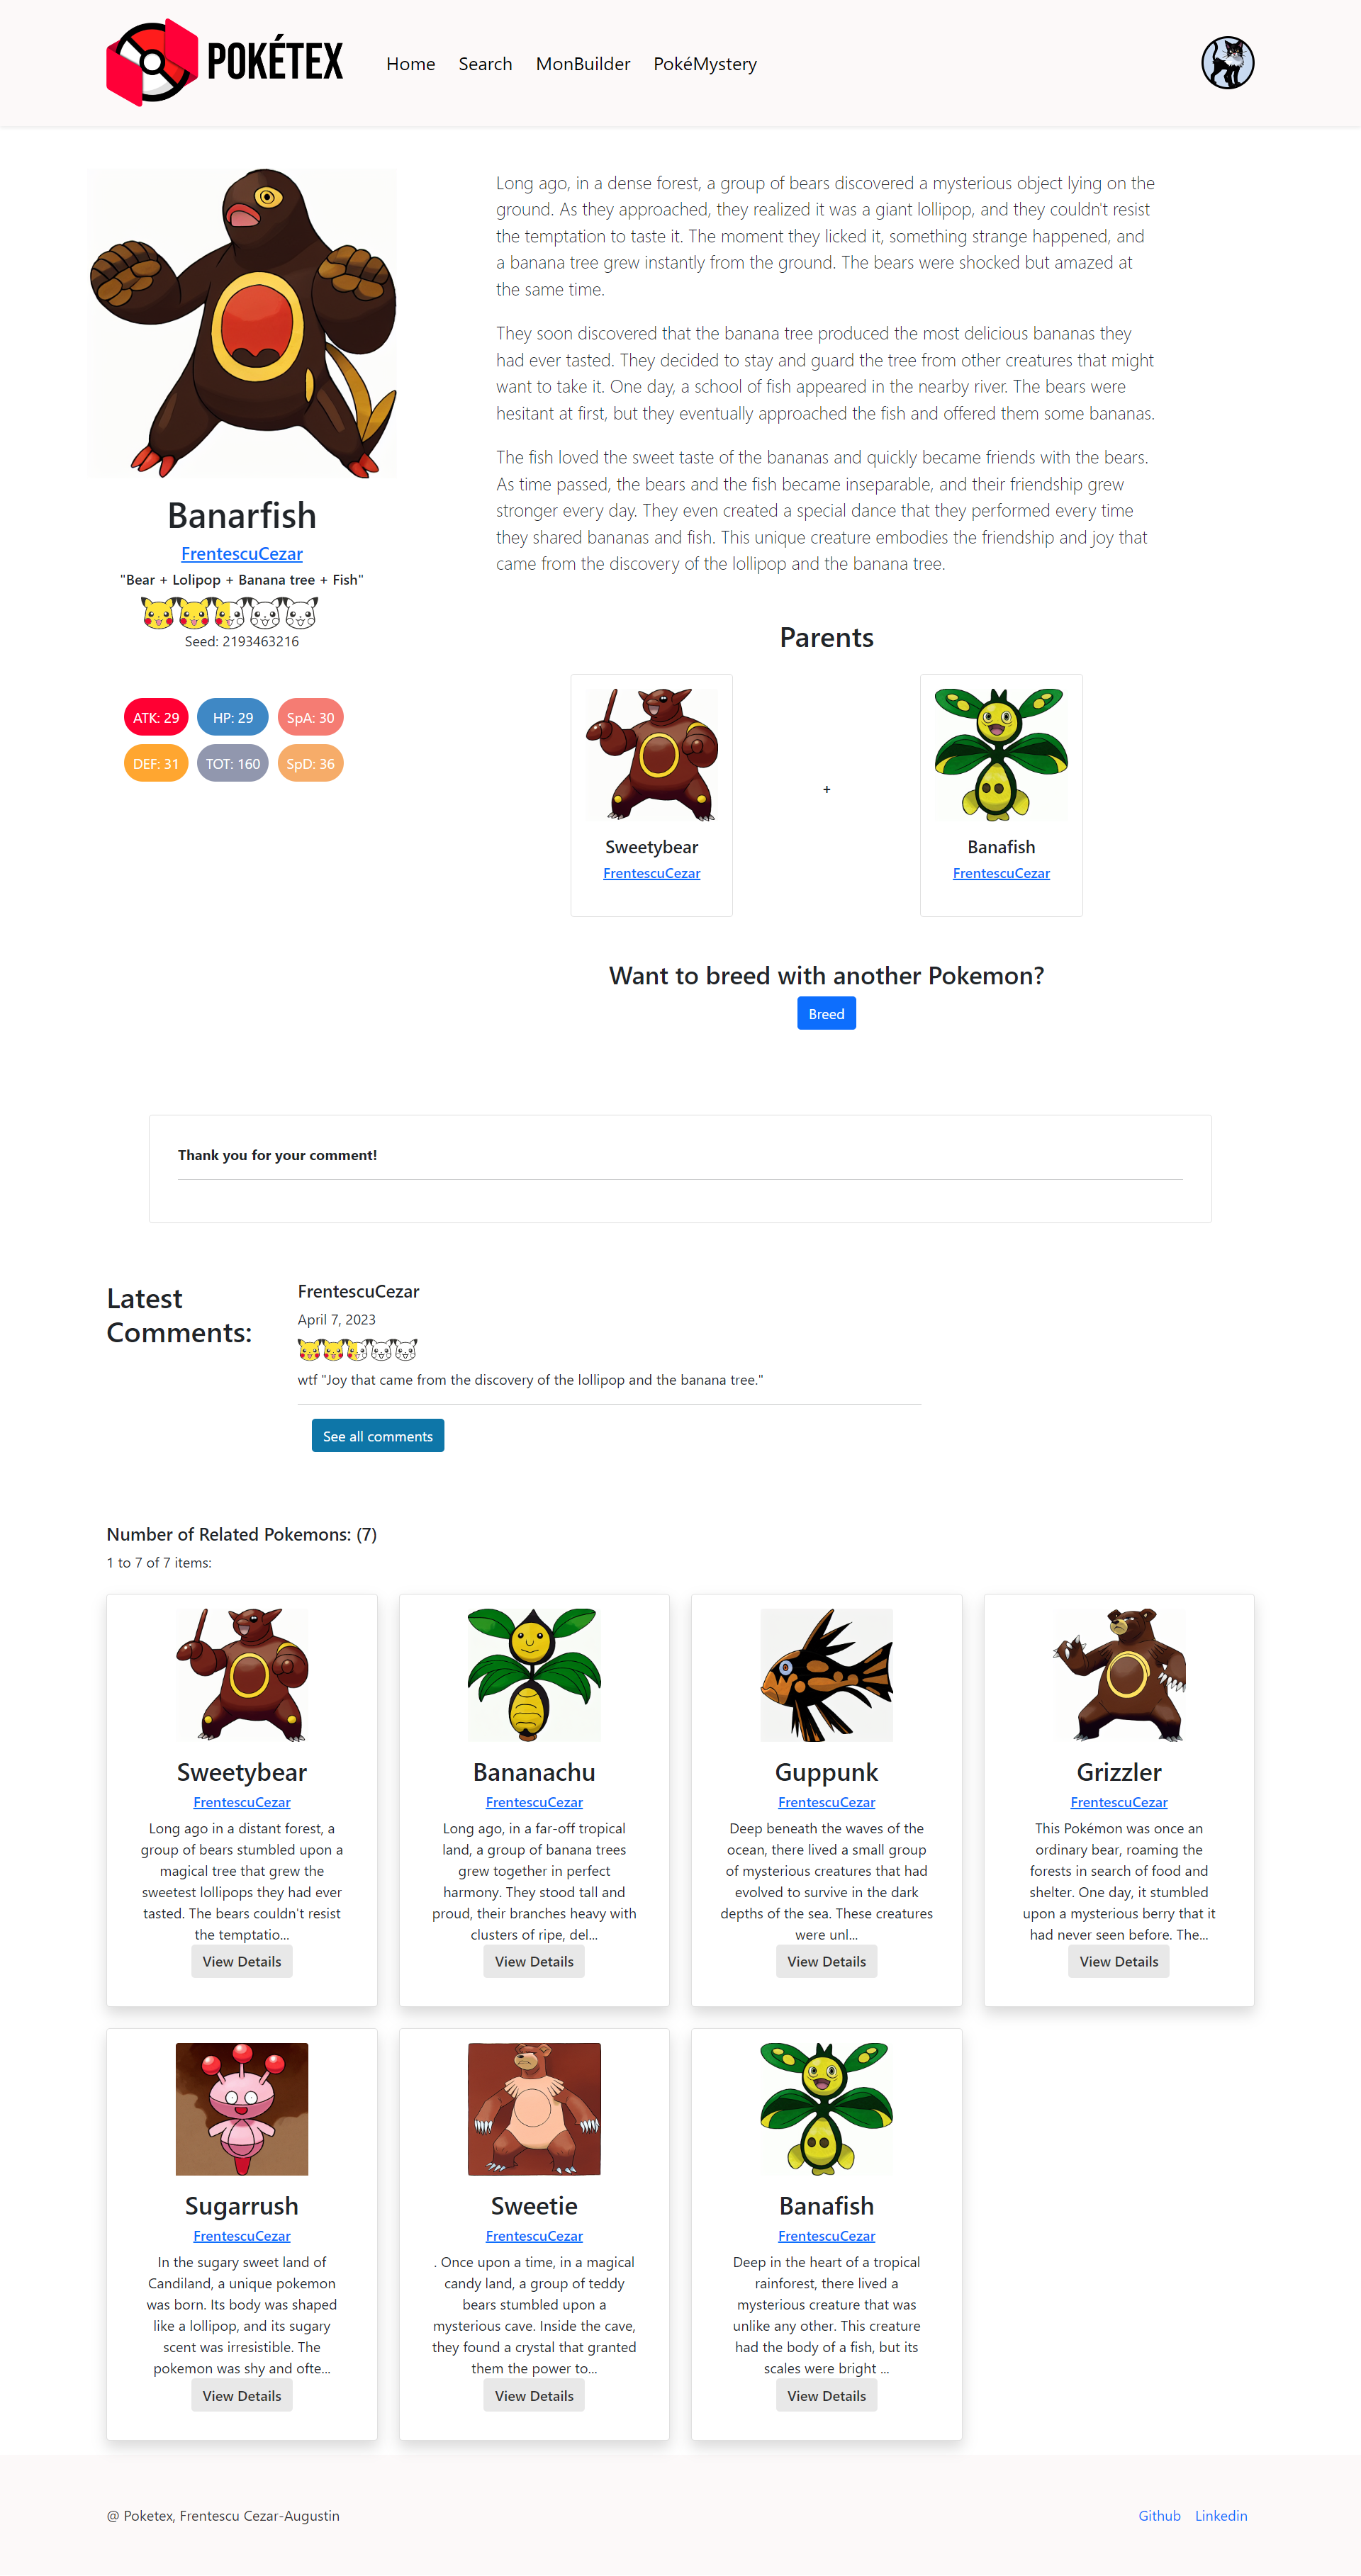 POKÉTEX
Home Search MonBuilder PokéMystery
Banarfish
FrentescuCezar
"Bear + Lolipop + Banana tree + Fish"
Seed: 2193463216
ATK: 29 HP: 29 SpA: 30
DEF: 31 TOT: 160 SpD: 36
Long ago, in a dense forest, a group of bears discovered a mysterious object lying on the
ground. As they approached, they realized it was a giant lollipop, and they couldn't resist
the temptation to taste it. The moment they licked it, something strange happened, and
a banana tree grew instantly from the ground. The bears were shocked but amazed at
the same time.
They soon discovered that the banana tree produced the most delicious bananas they
had ever tasted. They decided to stay and guard the tree from other creatures that might
want to take it. One day, a school of fish appeared in the nearby river. The bears were
hesitant at first, but they eventually approached the fish and offered them some bananas.
The fish loved the sweet taste of the bananas and quickly became friends with the bears.
As time passed, the bears and the fish became inseparable, and their friendship grew
stronger every day. They even created a special dance that they performed every time
they shared bananas and fish. This unique creature embodies the friendship and joy that
came from the discovery of the lollipop and the banana tree.
Parents
Sweetybear
FrentescuCezar
+
Banafish
FrentescuCezar
Want to breed with another Pokemon?
Breed
Thank you for your comment!
Latest
Comments:
FrentescuCezar
April 7, 2023
wtf "Joy that came from the discovery of the lollipop and the banana tree."
See all comments
Number of Related Pokemons: (7)
1 to 7 of 7 items:
Sweetybear
FrentescuCezar
Long ago in a distant forest, a
group of bears stumbled upon a
magical tree that grew the
sweetest lollipops they had ever
tasted. The bears couldn't resist
the temptatio...
View Details
Bananachu
FrentescuCezar
Long ago, in a far-off tropical
land, a group of banana trees
grew together in perfect
harmony. They stood tall and
proud, their branches heavy with
clusters of ripe, del...
View Details
Guppunk
FrentescuCezar
Deep beneath the waves of the
ocean, there lived a small group
of mysterious creatures that had
evolved to survive in the dark
depths of the sea. These creatures
were unl...
View Details
Grizzler
FrentescuCezar
This Pokémon was once an
ordinary bear, roaming the
forests in search of food and
shelter. One day, it stumbled
upon a mysterious berry that it
had never seen before. The...
View Details
Sugarrush
FrentescuCezar
In the sugary sweet land of
Candiland, a unique pokemon
was born. Its body was shaped
like a lollipop, and its sugary
scent was irresistible. The
pokemon was shy and ofte...
View Details
Sweetie
FrentescuCezar
. Once upon a time, in a magical
candy land, a group of teddy
bears stumbled upon a
mysterious cave. Inside the cave,
they found a crystal that granted
them the power to...
View Details
Banafish
FrentescuCezar
Deep in the heart of a tropical
rainforest, there lived a
mysterious creature that was
unlike any other. This creature
had the body of a fish, but its
scales were bright ...
View Details
@ Poketex, Frentescu Cezar-Augustin
Github Linkedin